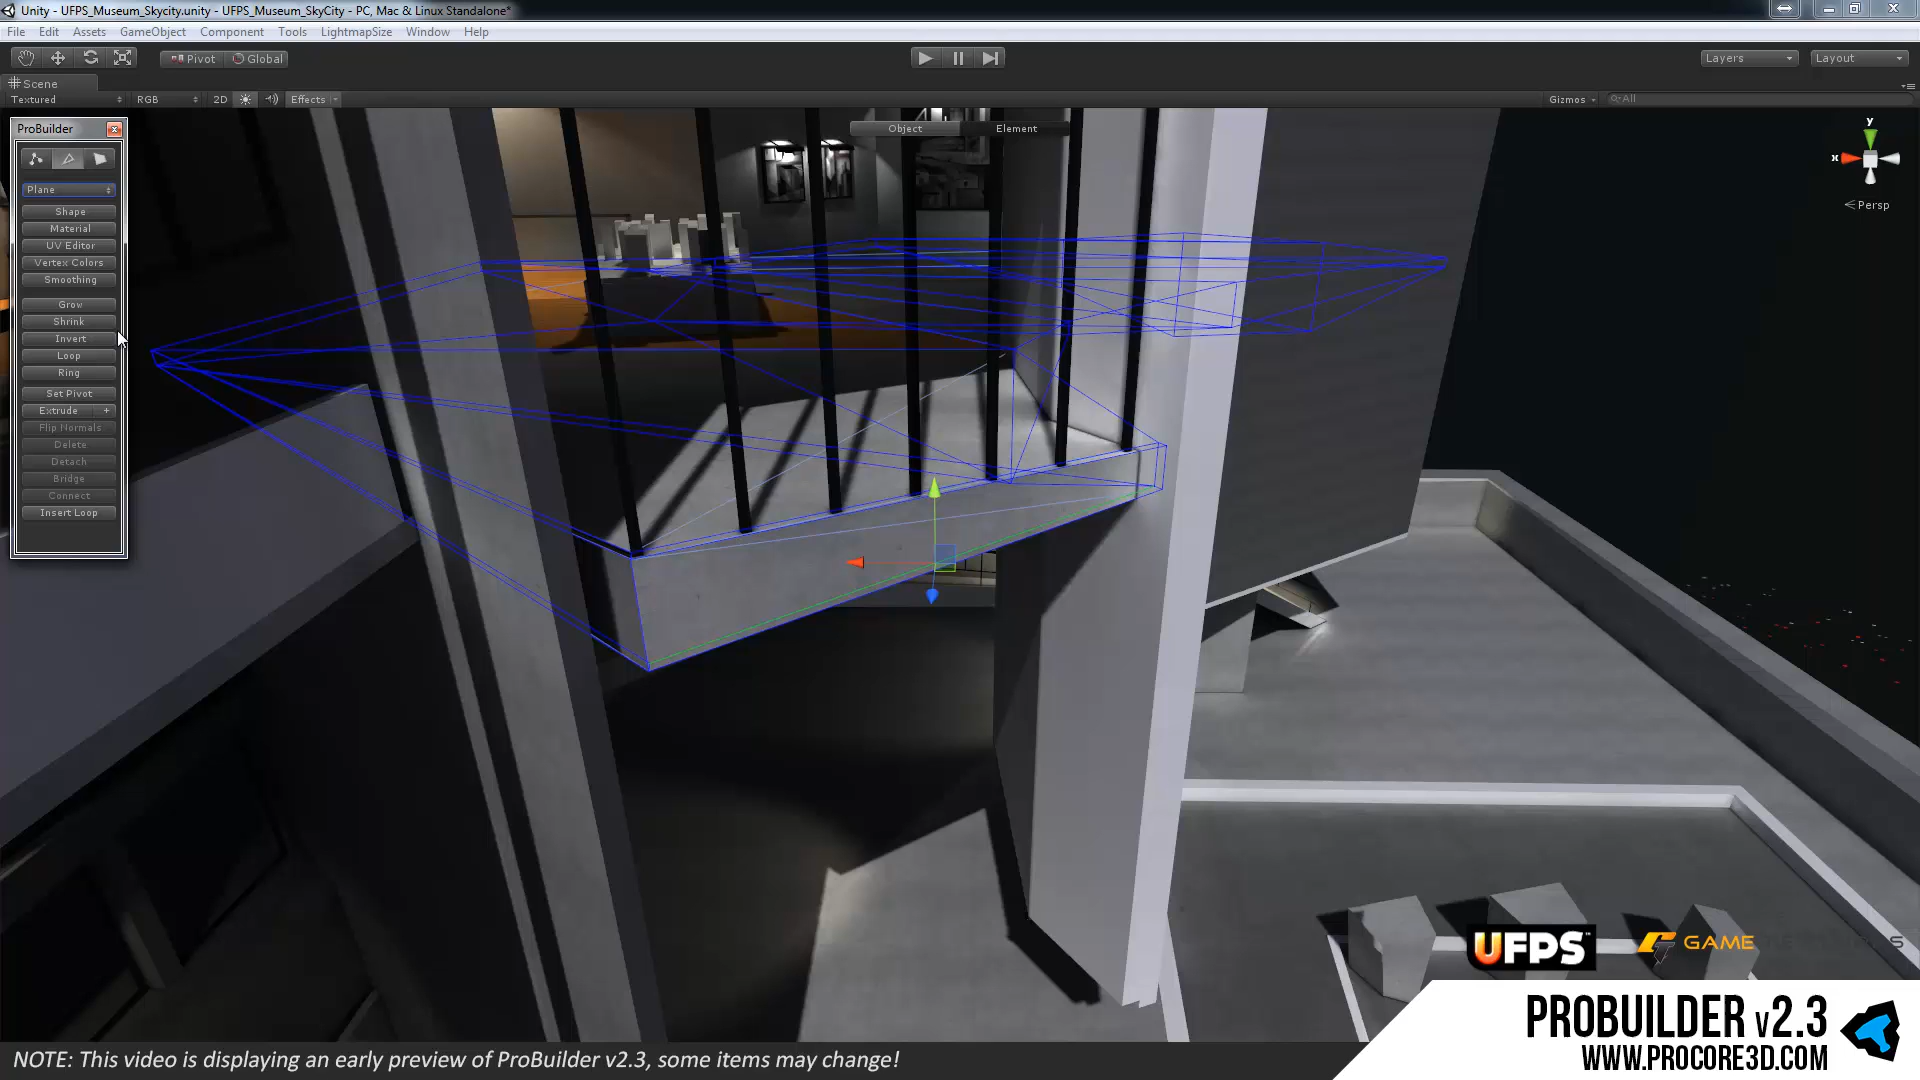 Unity - UFPS_Museum_Skycity.unity - UFPS_Museum_SkyCity - PC, Mac & Linux Standalone*
File Edit Assets GameObject Component Tools LightmapSize Window Help
Pivot Global Layers Layout
Scene
Textured RGB 2D Effects Gizmos All
ProBuilder
Object Element
y
x
Persp
Plane
Shape
Material
UV Editor
Vertex Colors
Smoothing
Grow
Shrink
Invert
Loop
Ring
Set Pivot
Extrude +
Flip Normals
Delete
Detach
Bridge
Connect
Insert Loop
UFPS™ GAME
PROBUILDER v2.3
WWW.PROCORE3D.COM
NOTE: This video is displaying an early preview of ProBuilder v2.3, some items may change!